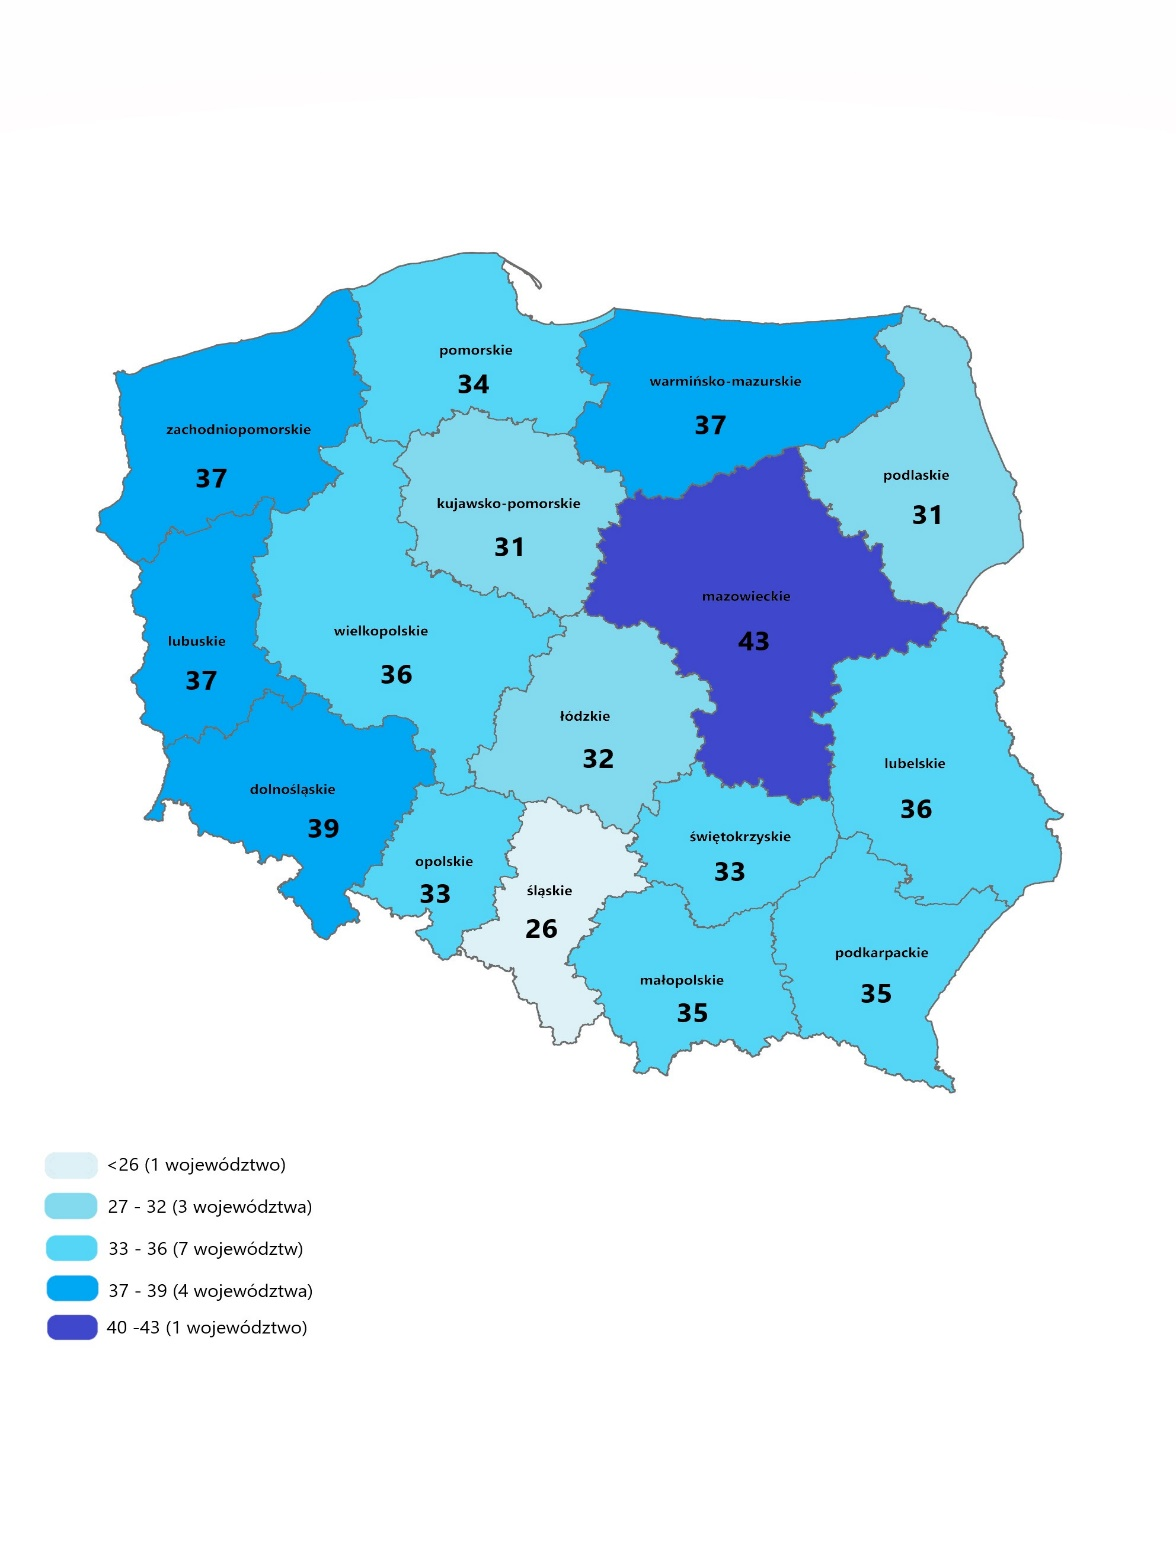 pomorskie
34
warmińsko-mazurskie
37
zachodniopomorskie
37
podlaskie
31
kujawsko-pomorskie
31
mazowieckie
43
lubuskie
37
wielkopolskie
36
łódzkie
32
lubelskie
36
dolnośląskie
39
świętokrzyskie
33
opolskie
33
śląskie
26
podkarpackie
35
małopolskie
35
<26 (1 województwo)
27 - 32 (3 województwa)
33 - 36 (7 województw)
37 - 39 (4 województwa)
40 -43 (1 województwo)